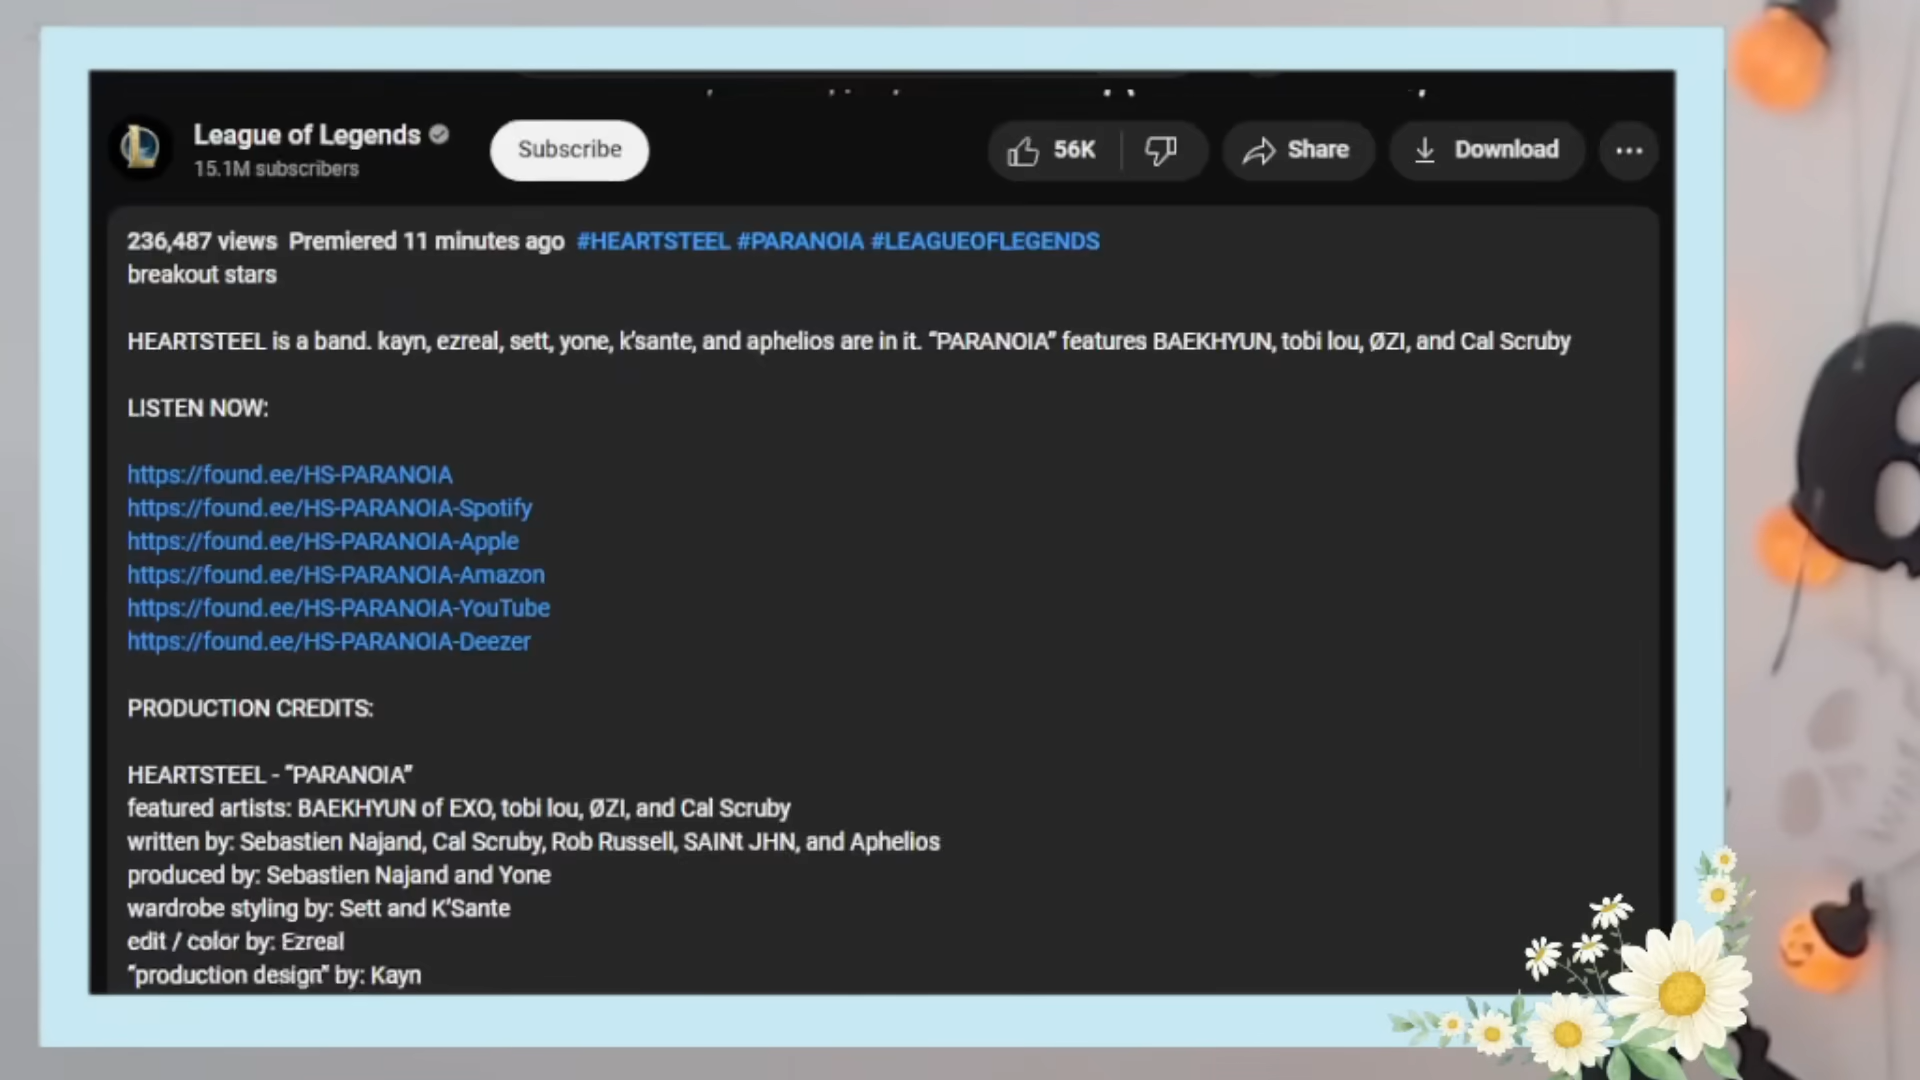 League of Legends
15.1M subscribers
Subscribe
56K
Share
Download
236,487 views Premiered 11 minutes ago #HEARTSTEEL #PARANOIA #LEAGUEOFLEGENDS
breakout stars
HEARTSTEEL is a band. kayn, ezreal, sett, yone, k’sante, and aphelios are in it. “PARANOIA” features BAEKHYUN, tobi lou, ØZI, and Cal Scruby
LISTEN NOW:
https://found.ee/HS-PARANOIA
https://found.ee/HS-PARANOIA-Spotify
https://found.ee/HS-PARANOIA-Apple
https://found.ee/HS-PARANOIA-Amazon
https://found.ee/HS-PARANOIA-YouTube
https://found.ee/HS-PARANOIA-Deezer
PRODUCTION CREDITS:
HEARTSTEEL - “PARANOIA”
featured artists: BAEKHYUN of EXO, tobi lou, ØZI, and Cal Scruby
written by: Sebastien Najand, Cal Scruby, Rob Russell, SAINt JHN, and Aphelios
produced by: Sebastien Najand and Yone
wardrobe styling by: Sett and K’Sante
edit / color by: Ezreal
“production design” by: Kayn